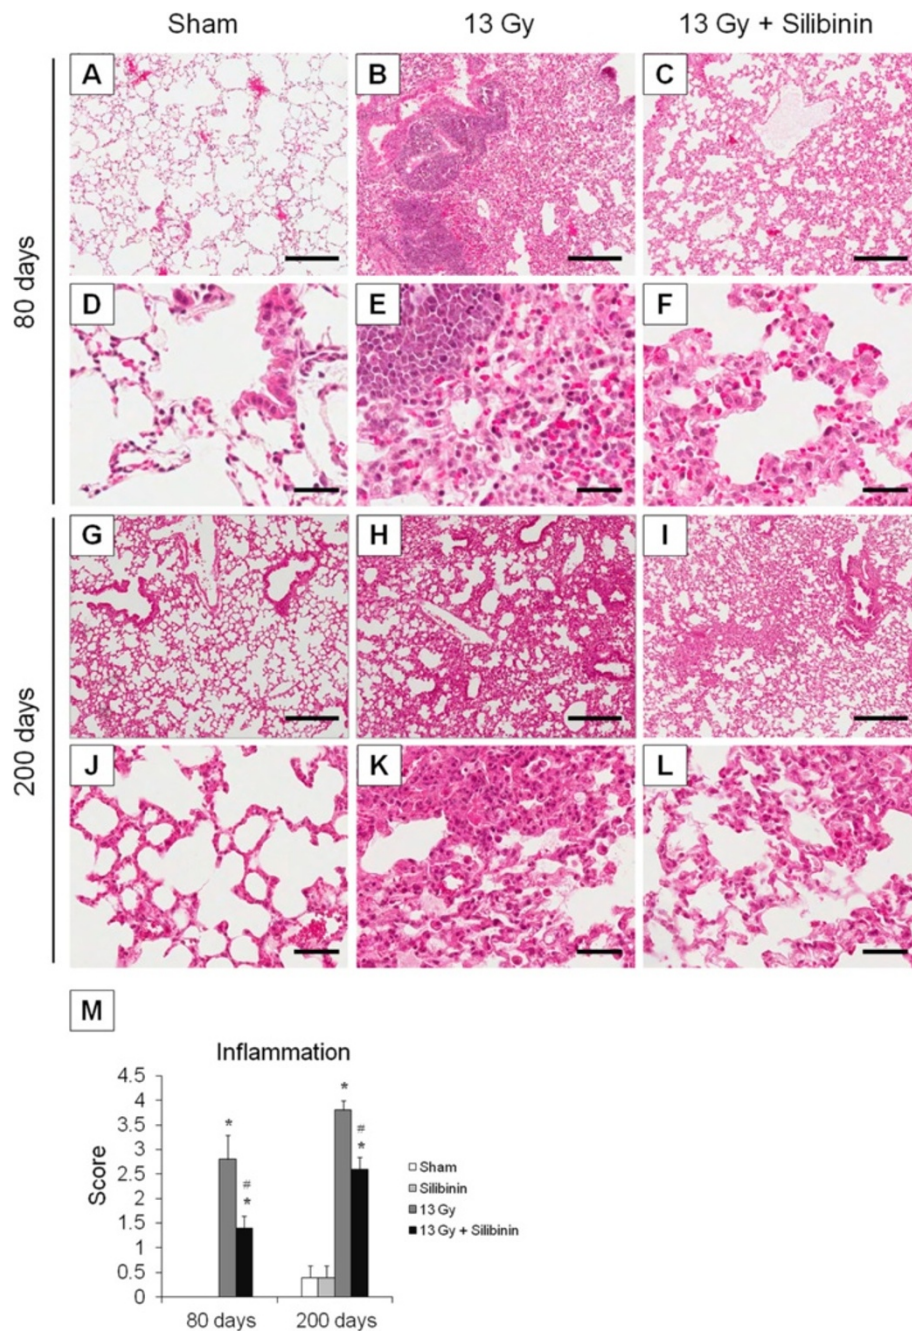 Sham 13 Gy 13 Gy + Silibinin
80 days
A B C
D E F
200 days
G H I
J K L
M
Inflammation
Score
4.5
4
3.5
3
2.5
2
1.5
1
0.5
0
* # *
* # *
80 days 200 days
Sham
Silibinin
13 Gy
13 Gy + Silibinin